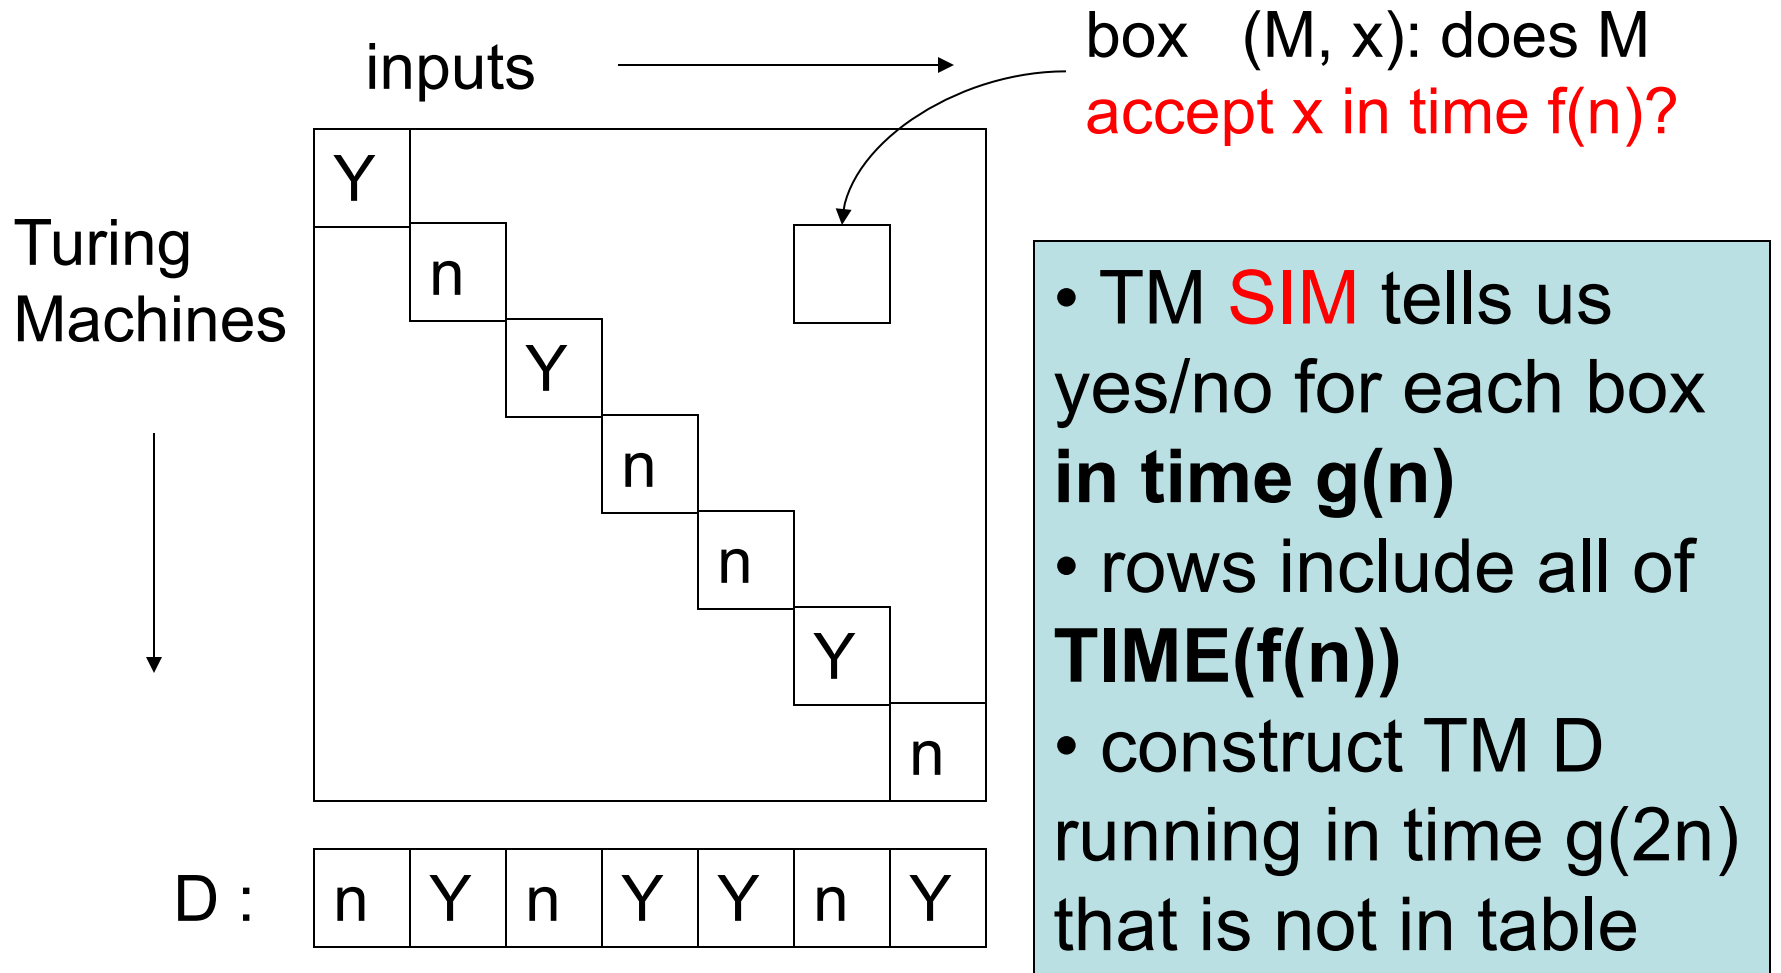 inputs
box (M, x): does M
accept x in time f(n)?
Turing
Machines
Y
n
Y
n
n
Y
n
D : n Y n Y Y n Y
• TM SIM tells us
yes/no for each box
in time g(n)
• rows include all of
TIME(f(n))
• construct TM D
running in time g(2n)
that is not in table